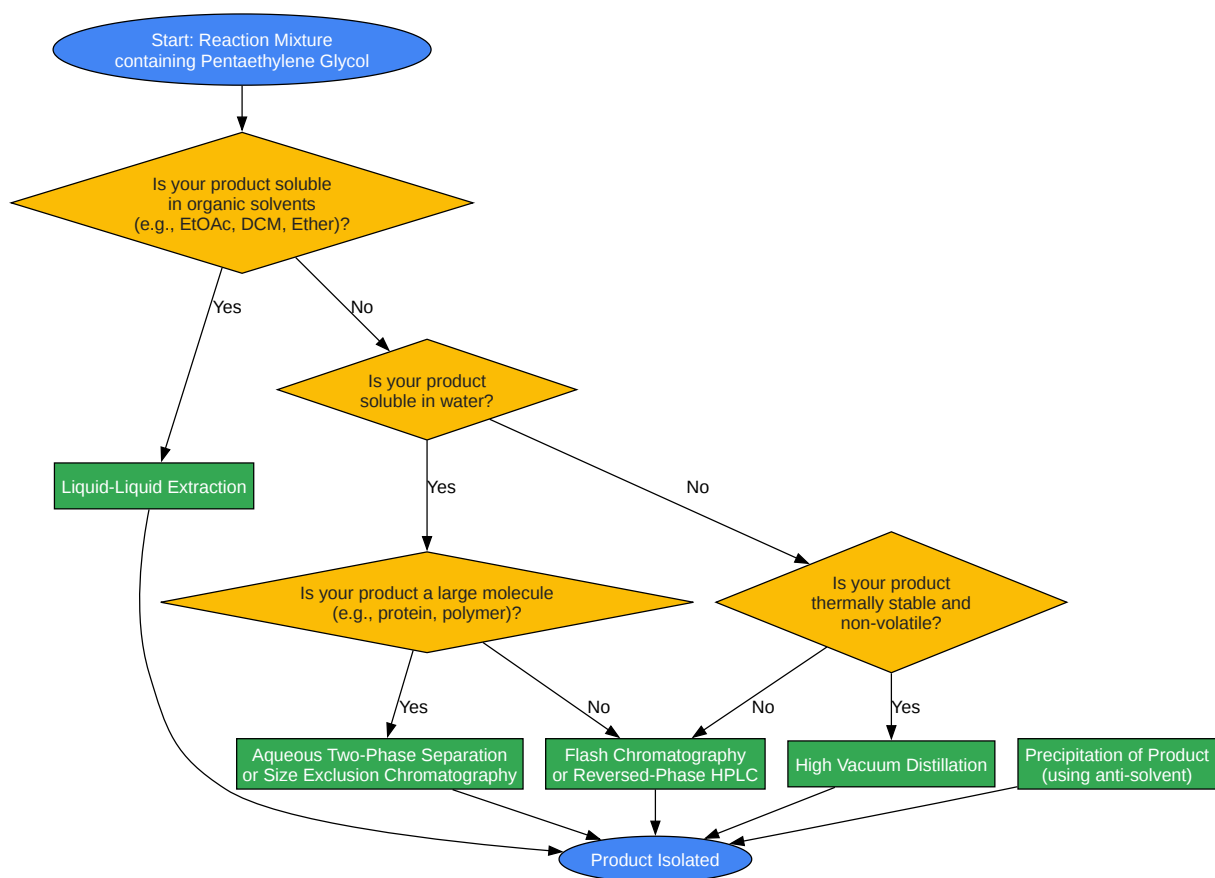 Start: Reaction Mixture
containing Pentaethylene Glycol
Is your product soluble
in organic solvents
(e.g., EtOAc, DCM, Ether)?
Yes
No
Is your product
soluble in water?
Liquid-Liquid Extraction
Yes
No
Is your product a large molecule
(e.g., protein, polymer)?
Is your product
thermally stable and
non-volatile?
Yes
No
No
Yes
Aqueous Two-Phase Separation
or Size Exclusion Chromatography
Flash Chromatography
or Reversed-Phase HPLC
High Vacuum Distillation
Precipitation of Product
(using anti-solvent)
Product Isolated